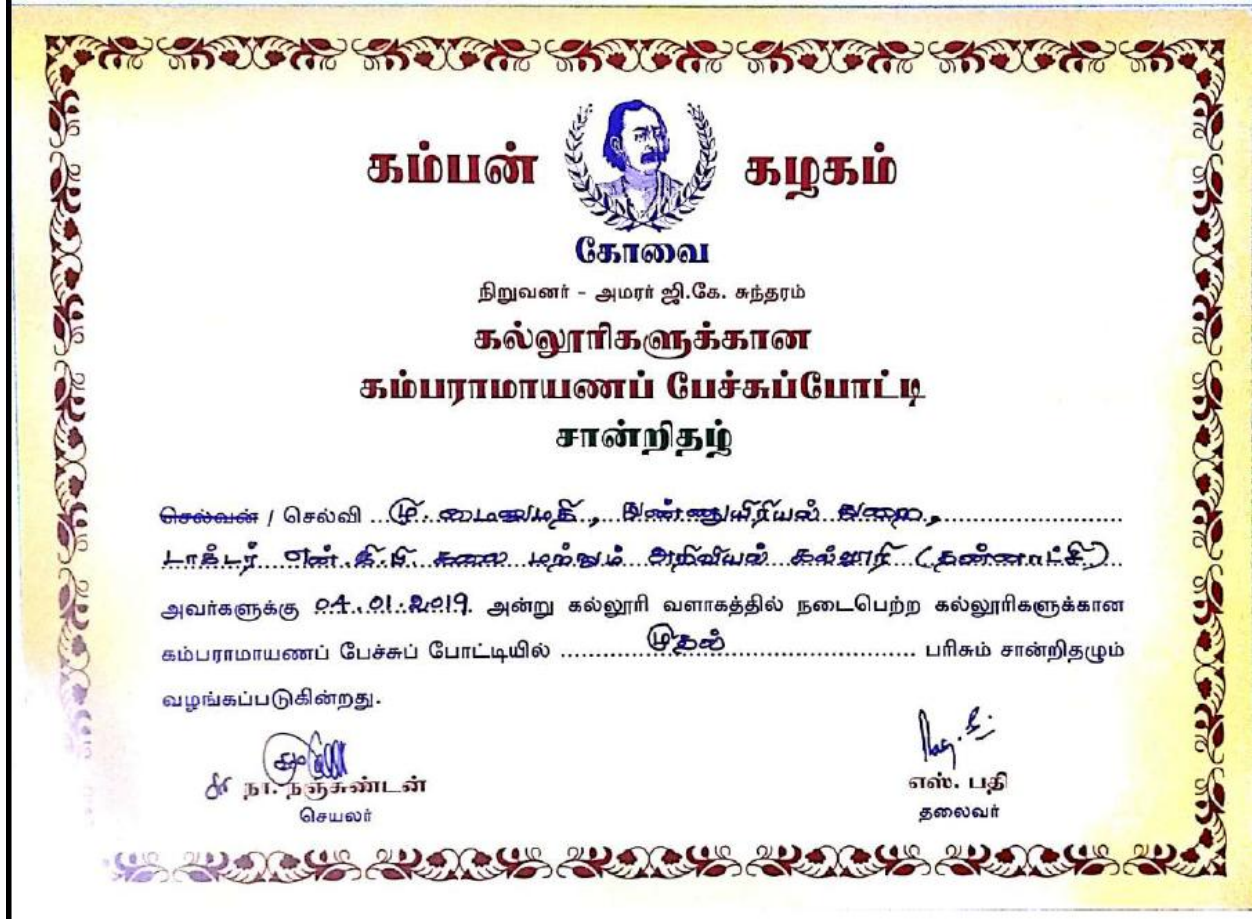 கம்பன் கழகம்
கோவை
நிறுவனர் - அமரர் ஜி.கே. சுந்தரம்
கல்லூரிகளுக்கான
கம்பராமாயணப் பேச்சுப்போட்டி
சான்றிதழ்
செல்வன் / செல்வி ...மு. மைனுமதி, நுண்ணுயிரியல் துறை,...
டாக்டர் என்.ஜி.பி கலை மற்றும் அறிவியல் கல்லூரி (தன்னாட்சி)
அவர்களுக்கு 04.01.2019. அன்று கல்லூரி வளாகத்தில் நடைபெற்ற கல்லூரிகளுக்கான
கம்பராமாயணப் பேச்சுப் போட்டியில் ...முதல்... பரிசும் சான்றிதழும்
வழங்கப்படுகின்றது.
நா. நஞ்சுண்டன்
செயலர்
எஸ். பதி
தலைவர்